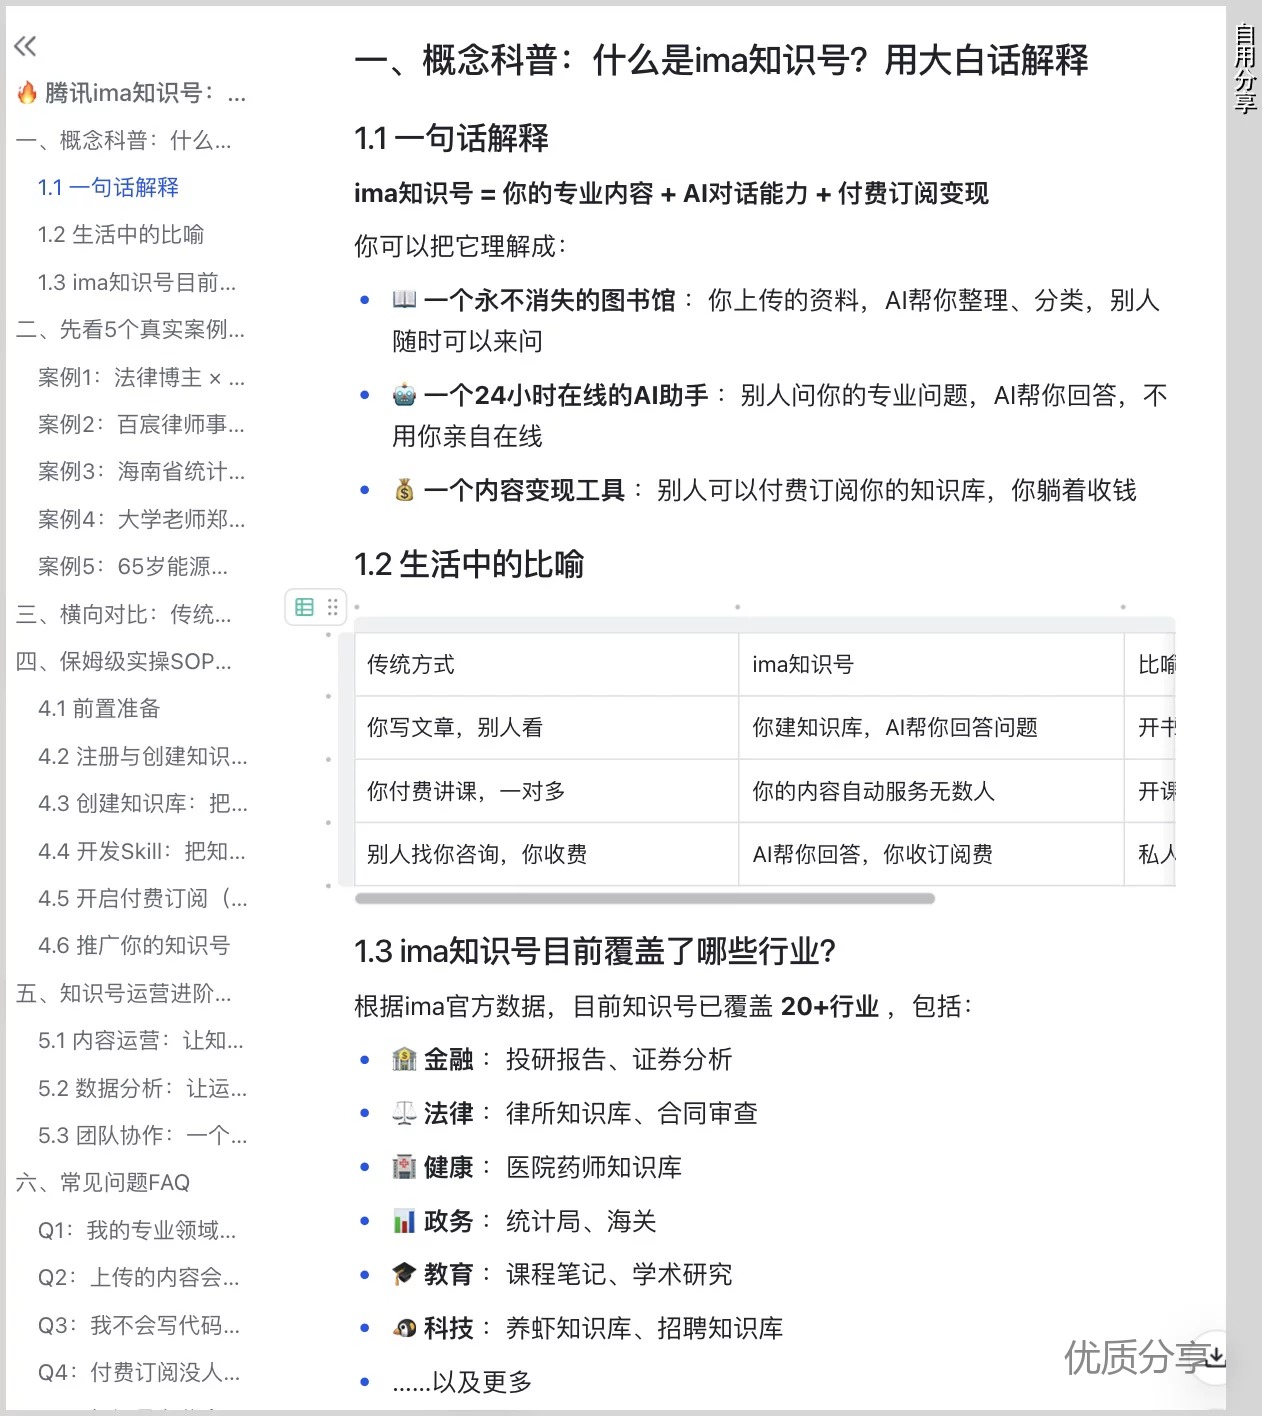 自用分享
🔥 腾讯ima知识号：...
一、概念科普：什么...
1.1 一句话解释
1.2 生活中的比喻
1.3 ima知识号目前...
二、先看5个真实案例...
案例1：法律博主 × ...
案例2：百宸律师事...
案例3：海南省统计...
案例4：大学老师郑...
案例5：65岁能源...
三、横向对比：传统...
四、保姆级实操SOP...
4.1 前置准备
4.2 注册与创建知识...
4.3 创建知识库：把...
4.4 开发Skill：把知...
4.5 开启付费订阅（...
4.6 推广你的知识号
五、知识号运营进阶...
5.1 内容运营：让知...
5.2 数据分析：让运...
5.3 团队协作：一个...
六、常见问题FAQ
Q1：我的专业领域...
Q2：上传的内容会...
Q3：我不会写代码...
Q4：付费订阅没人...
一、概念科普：什么是ima知识号？用大白话解释
1.1 一句话解释
ima知识号 = 你的专业内容 + AI对话能力 + 付费订阅变现
你可以把它理解成：
📖 一个永不消失的图书馆：你上传的资料，AI帮你整理、分类，别人
随时可以来问
🤖 一个24小时在线的AI助手：别人问你的专业问题，AI帮你回答，不
用你亲自在线
💰 一个内容变现工具：别人可以付费订阅你的知识库，你躺着收钱
1.2 生活中的比喻
传统方式 ima知识号 比喻
你写文章，别人看 你建知识库，AI帮你回答问题 开书
你付费讲课，一对多 你的内容自动服务无数人 开课
别人找你咨询，你收费 AI帮你回答，你收订阅费 私人
1.3 ima知识号目前覆盖了哪些行业？
根据ima官方数据，目前知识号已覆盖 20+行业，包括：
🏦 金融：投研报告、证券分析
⚖️ 法律：律所知识库、合同审查
🏥 健康：医院药师知识库
📊 政务：统计局、海关
🎓 教育：课程笔记、学术研究
🐧 科技：养虾知识库、招聘知识库
......以及更多
优质分享